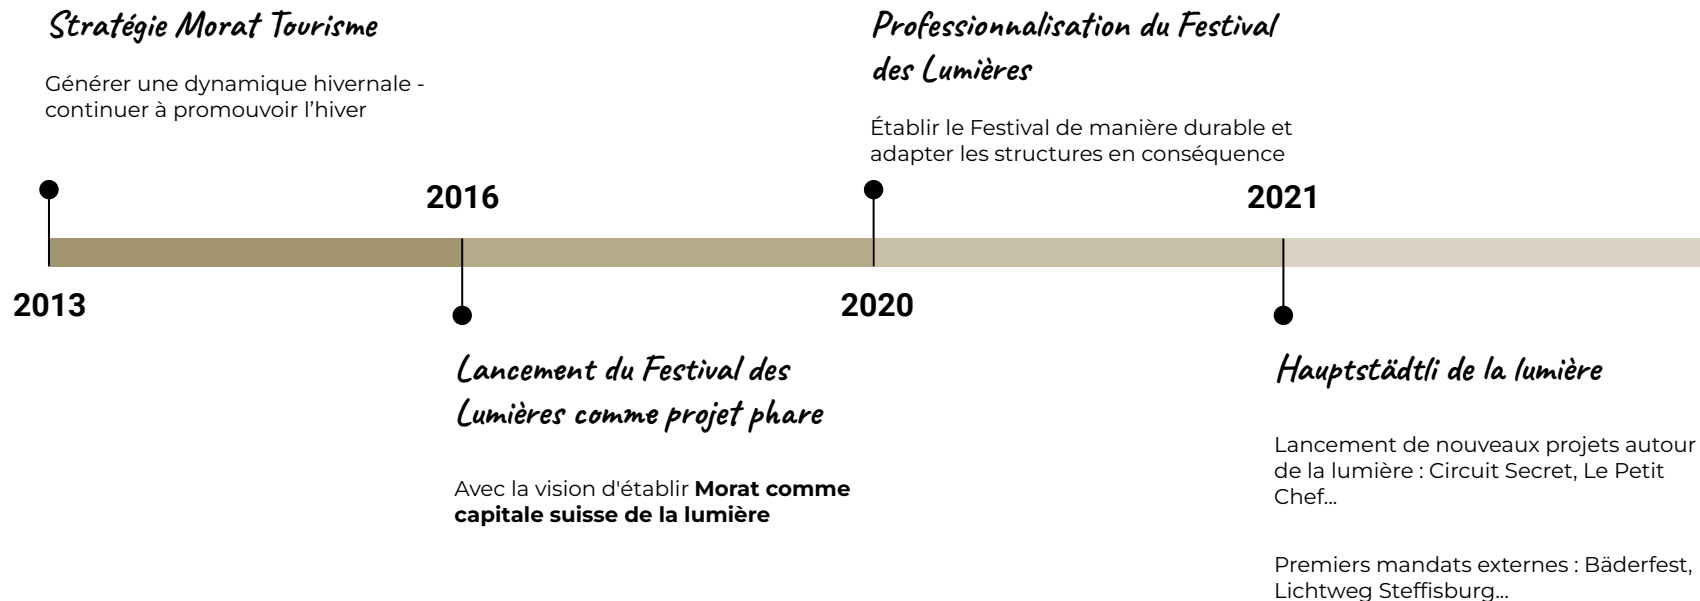 Stratégie Morat Tourisme
Générer une dynamique hivernale -
continuer à promouvoir l’hiver
2013
2016
Lancement du Festival des
Lumières comme projet phare
Avec la vision d'établir Morat comme
capitale suisse de la lumière
Professionnalisation du Festival
des Lumières
Établir le Festival de manière durable et
adapter les structures en conséquence
2020
2021
Hauptstädtli de la lumière
Lancement de nouveaux projets autour
de la lumière : Circuit Secret, Le Petit
Chef...
Premiers mandats externes : Bäderfest,
Lichtweg Steffisburg...